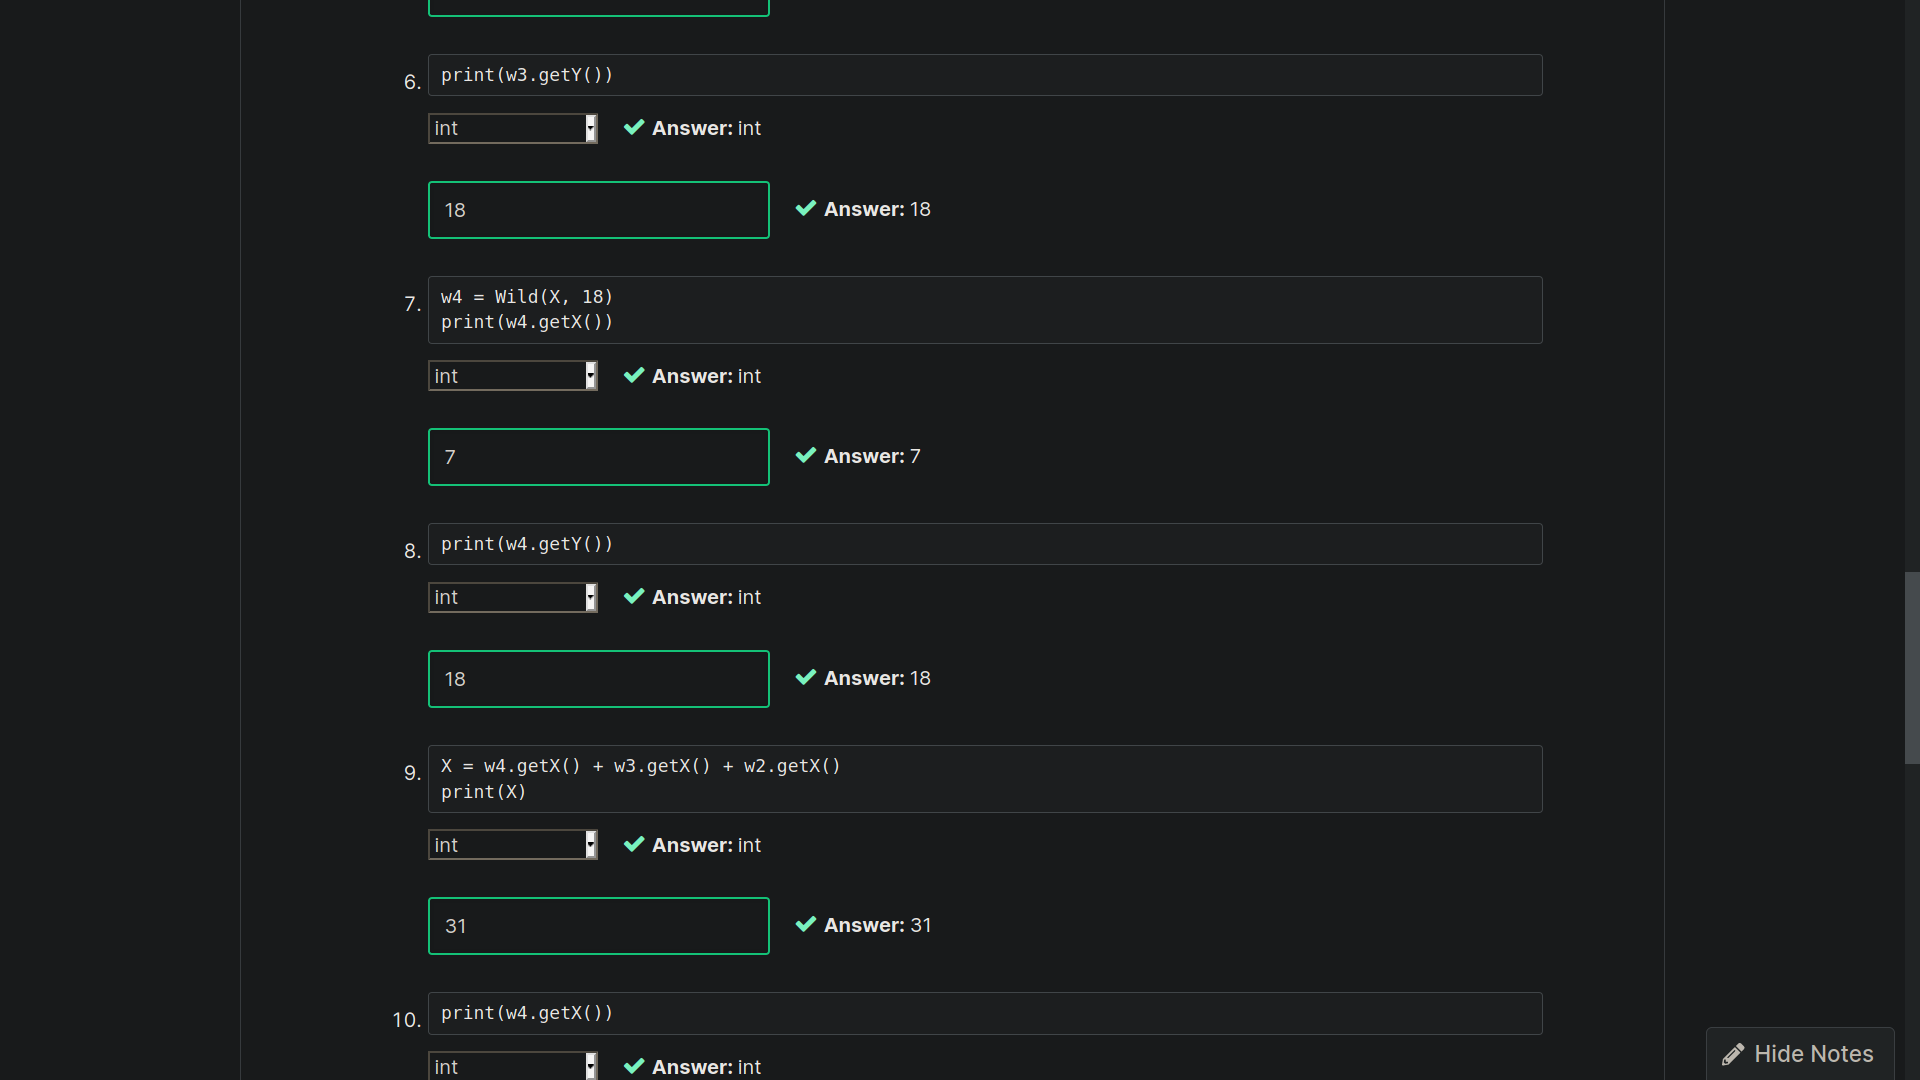 6. print(w3.getY())
int Answer: int
18 Answer: 18
7. w4 = Wild(X, 18)
print(w4.getX())
int Answer: int
7 Answer: 7
8. print(w4.getY())
int Answer: int
18 Answer: 18
9. X = w4.getX() + w3.getX() + w2.getX()
print(X)
int Answer: int
31 Answer: 31
10. print(w4.getX())
Hide Notes
int Answer: int